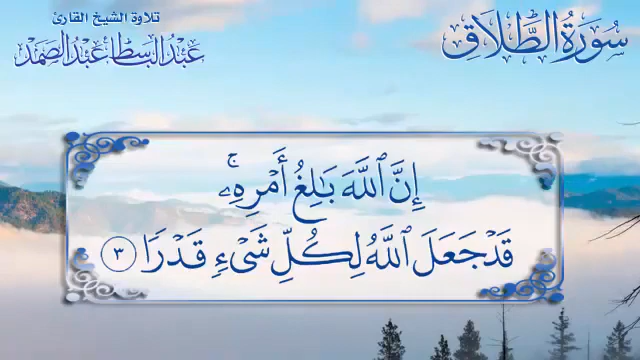 سُورَةُ الطَّلَاقِ
تلاوة الشيخ القارئ
عبد الباسط عبد الصمد
إِنَّ ٱللَّهَ بَٰلِغُ أَمْرِهِۦۚ
قَدْ جَعَلَ ٱللَّهُ لِكُلِّ شَىْءٍ قَدْرًا ٣